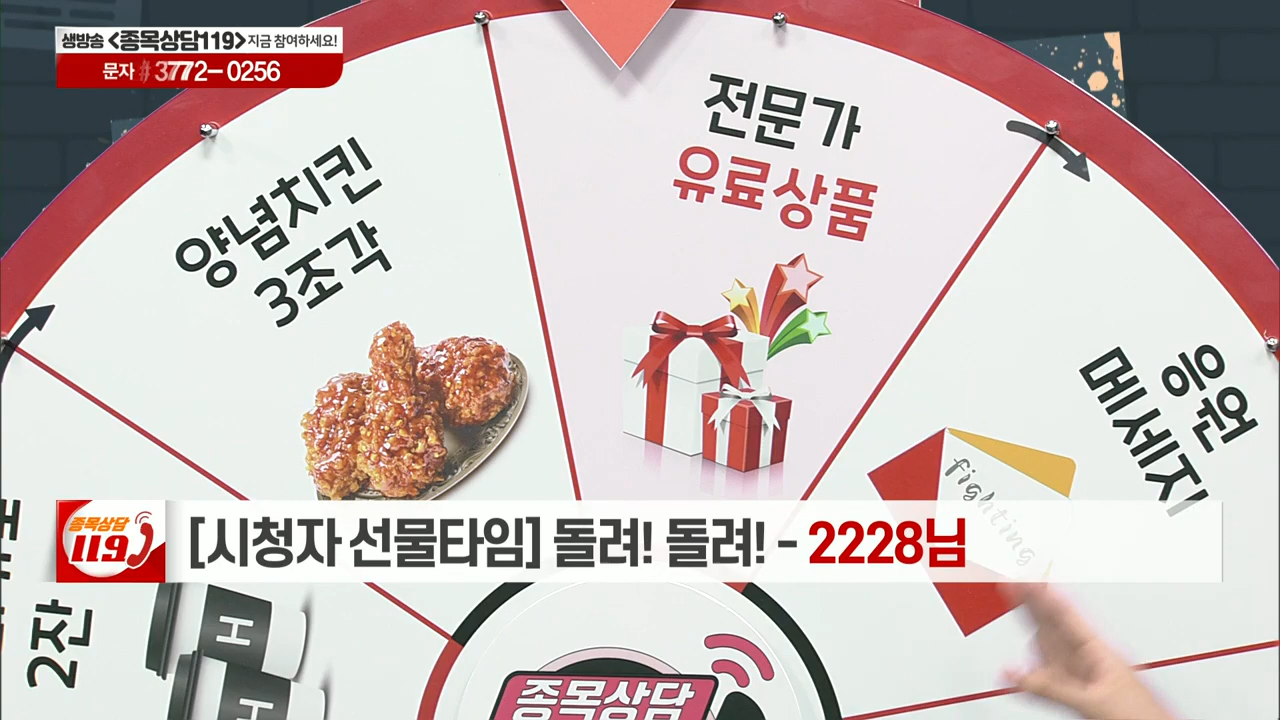 생방송 <종목상담119> 지금 참여하세요!
문자 # 3772-0256
전문가
유료상품
양념치킨
3조각
응원
메세지
fighting
종목상담
119
[시청자 선물타임] 돌려! 돌려! - 2228님
2잔
H
H
종목상담